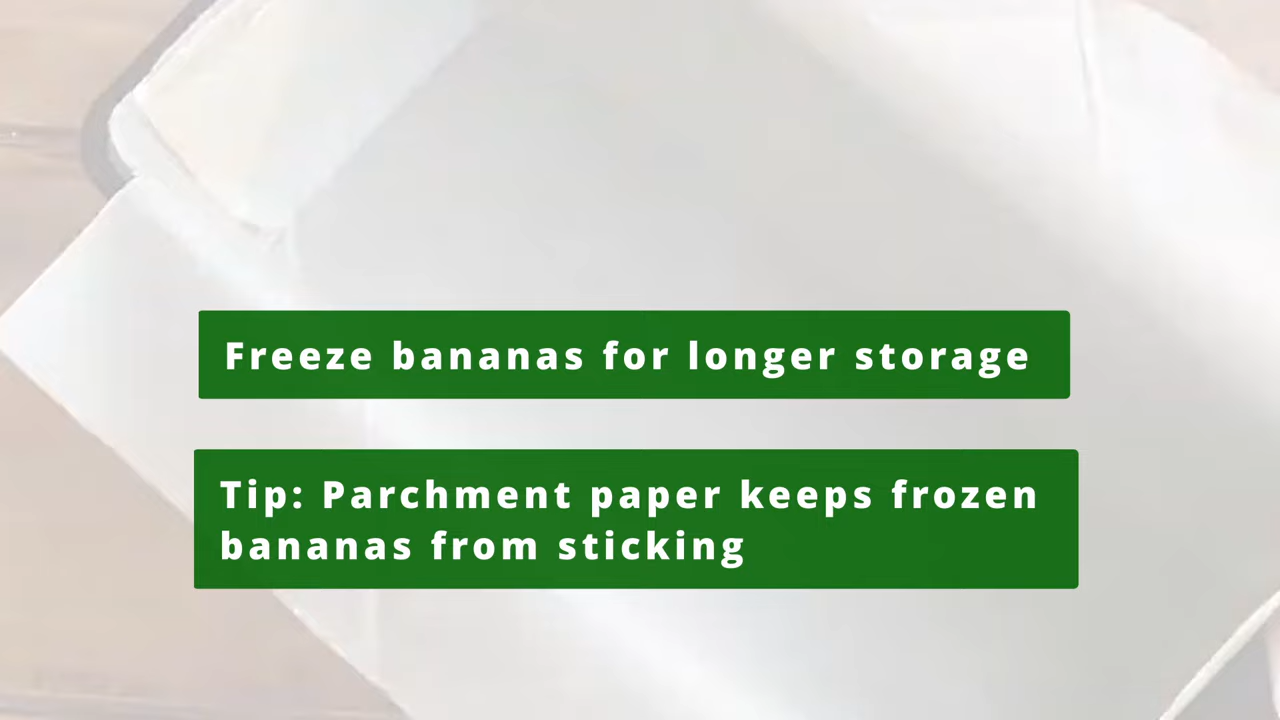 Freeze bananas for longer storage
Tip: Parchment paper keeps frozen
bananas from sticking